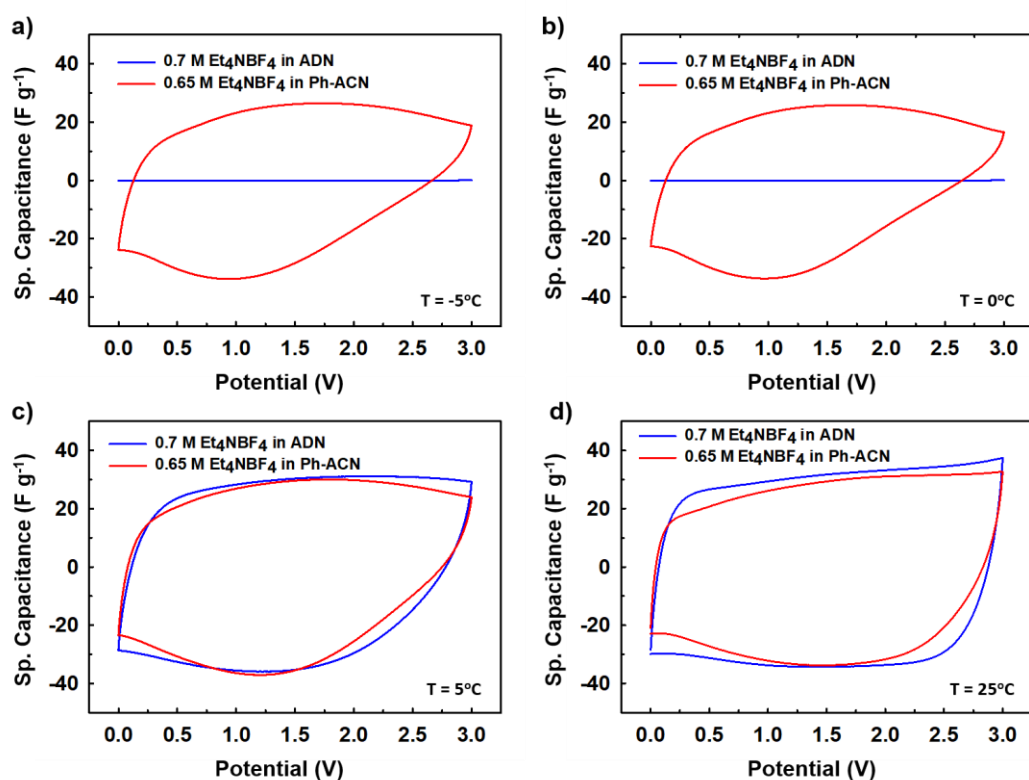 a)
0.7 M Et4NBF4 in ADN
0.65 M Et4NBF4 in Ph-ACN
40
20
0
-20
-40
Sp. Capacitance (F g-1)
T = -5oC
0.0 0.5 1.0 1.5 2.0 2.5 3.0
Potential (V)
b)
0.7 M Et4NBF4 in ADN
0.65 M Et4NBF4 in Ph-ACN
40
20
0
-20
-40
Sp. Capacitance (F g-1)
T = 0oC
0.0 0.5 1.0 1.5 2.0 2.5 3.0
Potential (V)
c)
0.7 M Et4NBF4 in ADN
0.65 M Et4NBF4 in Ph-ACN
40
20
0
-20
-40
Sp. Capacitance (F g-1)
T = 5oC
0.0 0.5 1.0 1.5 2.0 2.5 3.0
Potential (V)
d)
0.7 M Et4NBF4 in ADN
0.65 M Et4NBF4 in Ph-ACN
40
20
0
-20
-40
Sp. Capacitance (F g-1)
T = 25oC
0.0 0.5 1.0 1.5 2.0 2.5 3.0
Potential (V)